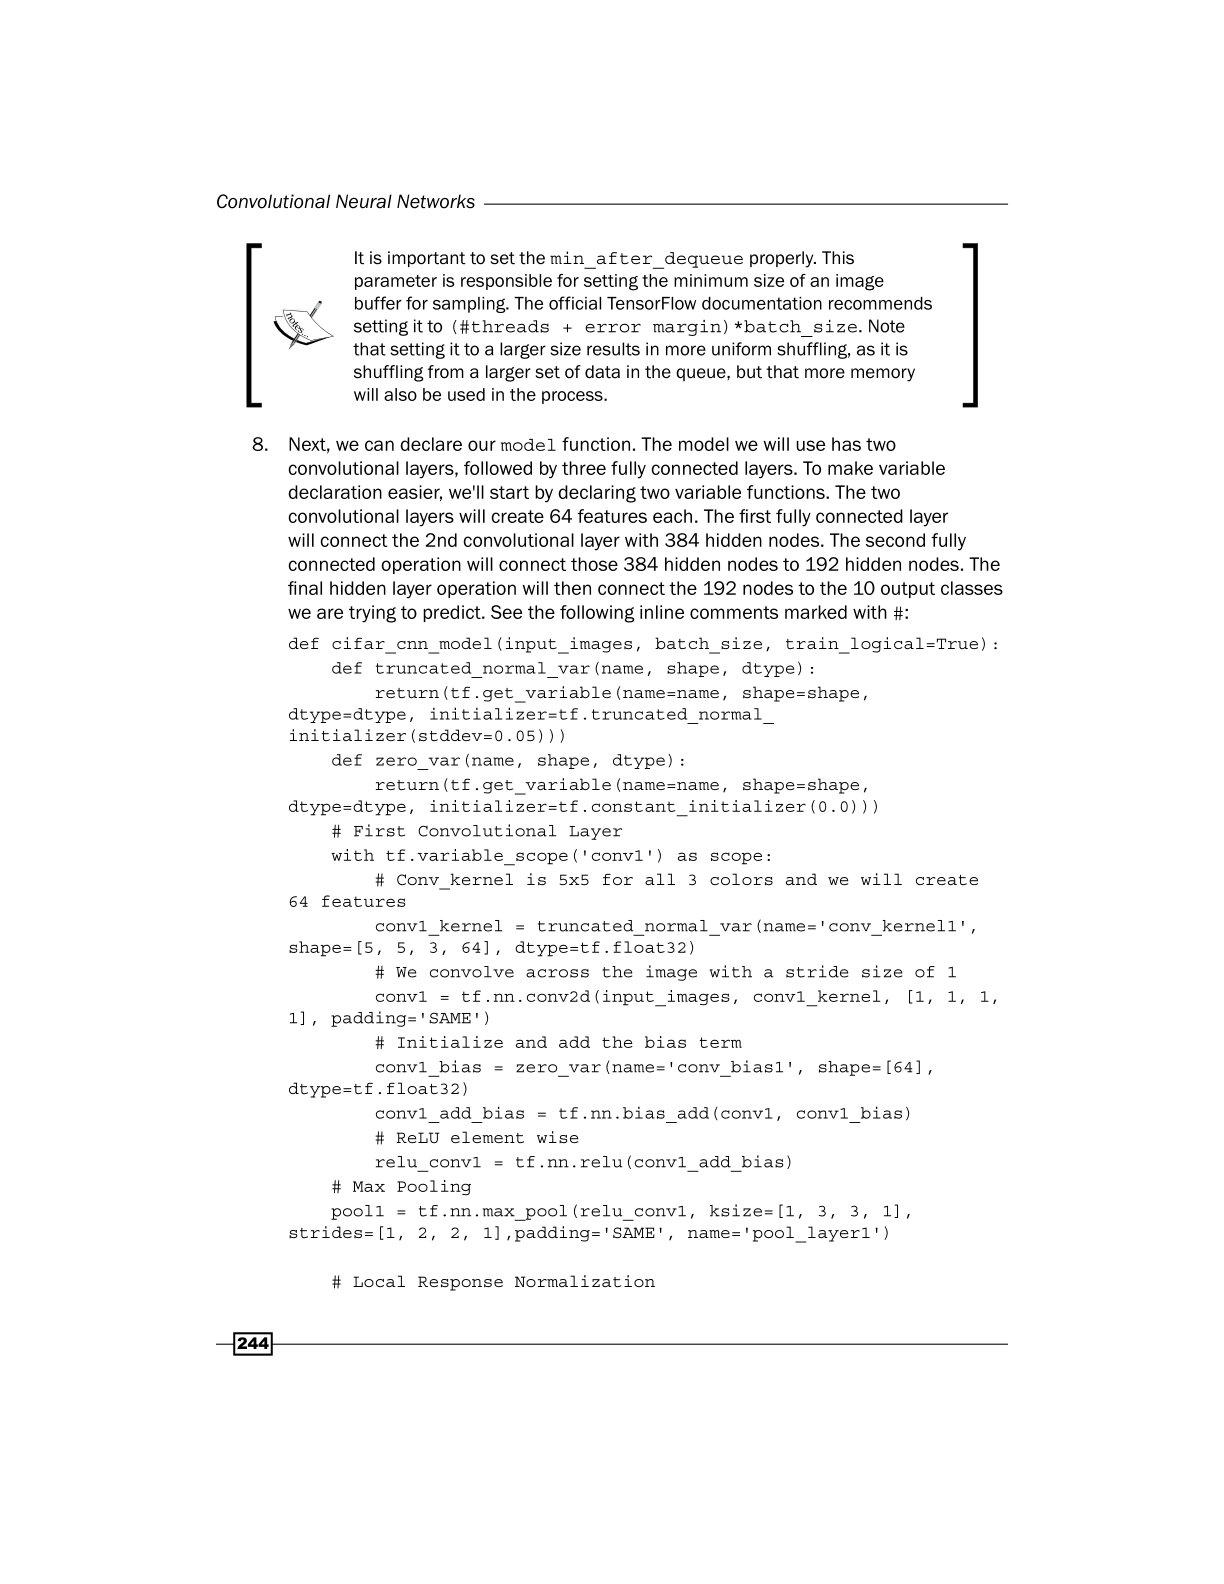 Convolutional Neural Networks
It is important to set the min_after_dequeue properly. This
parameter is responsible for setting the minimum size of an image
buffer for sampling. The official TensorFlow documentation recommends
setting it to (#threads + error margin)*batch_size. Note
that setting it to a larger size results in more uniform shuffling, as it is
shuffling from a larger set of data in the queue, but that more memory
will also be used in the process.
notes...
8. Next, we can declare our model function. The model we will use has two
convolutional layers, followed by three fully connected layers. To make variable
declaration easier, we'll start by declaring two variable functions. The two
convolutional layers will create 64 features each. The first fully connected layer
will connect the 2nd convolutional layer with 384 hidden nodes. The second fully
connected operation will connect those 384 hidden nodes to 192 hidden nodes. The
final hidden layer operation will then connect the 192 nodes to the 10 output classes
we are trying to predict. See the following inline comments marked with #:
def cifar_cnn_model(input_images, batch_size, train_logical=True):
    def truncated_normal_var(name, shape, dtype):
        return(tf.get_variable(name=name, shape=shape,
dtype=dtype, initializer=tf.truncated_normal_
initializer(stddev=0.05)))
    def zero_var(name, shape, dtype):
        return(tf.get_variable(name=name, shape=shape,
dtype=dtype, initializer=tf.constant_initializer(0.0)))
    # First Convolutional Layer
    with tf.variable_scope('conv1') as scope:
        # Conv_kernel is 5x5 for all 3 colors and we will create
64 features
        conv1_kernel = truncated_normal_var(name='conv_kernel1',
shape=[5, 5, 3, 64], dtype=tf.float32)
        # We convolve across the image with a stride size of 1
        conv1 = tf.nn.conv2d(input_images, conv1_kernel, [1, 1, 1,
1], padding='SAME')
        # Initialize and add the bias term
        conv1_bias = zero_var(name='conv_bias1', shape=[64],
dtype=tf.float32)
        conv1_add_bias = tf.nn.bias_add(conv1, conv1_bias)
        # ReLU element wise
        relu_conv1 = tf.nn.relu(conv1_add_bias)
    # Max Pooling
    pool1 = tf.nn.max_pool(relu_conv1, ksize=[1, 3, 3, 1],
strides=[1, 2, 2, 1],padding='SAME', name='pool_layer1')
    # Local Response Normalization
244